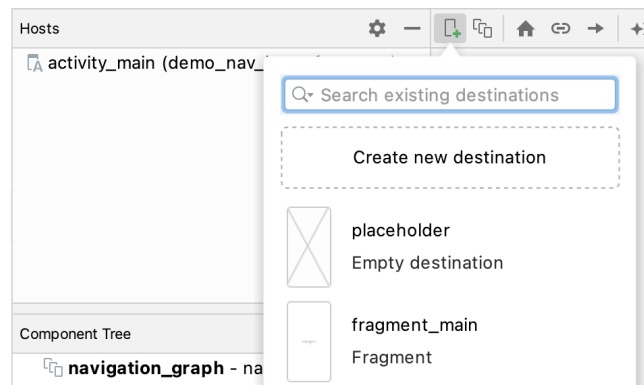 Hosts
activity_main (demo_nav_
Search existing destinations
Create new destination
placeholder
Empty destination
fragment_main
Fragment
Component Tree
navigation_graph - na